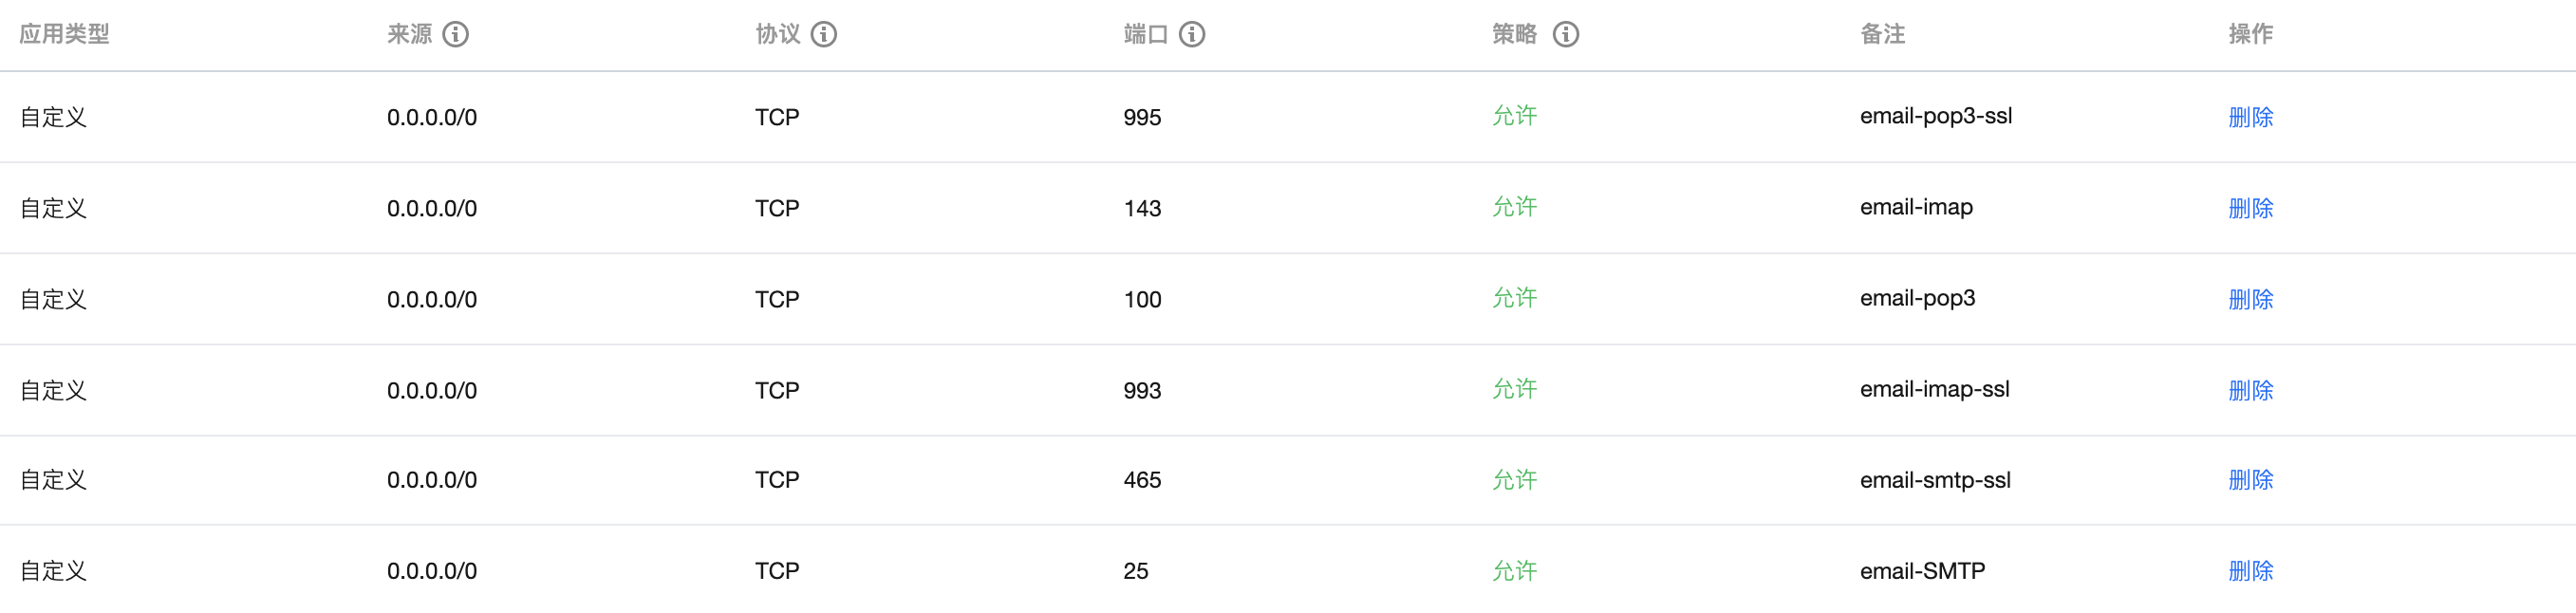 应用类型 来源 协议 端口 策略 备注 操作
自定义 0.0.0.0/0 TCP 995 允许 email-pop3-ssl 删除
自定义 0.0.0.0/0 TCP 143 允许 email-imap 删除
自定义 0.0.0.0/0 TCP 100 允许 email-pop3 删除
自定义 0.0.0.0/0 TCP 993 允许 email-imap-ssl 删除
自定义 0.0.0.0/0 TCP 465 允许 email-smtp-ssl 删除
自定义 0.0.0.0/0 TCP 25 允许 email-SMTP 删除